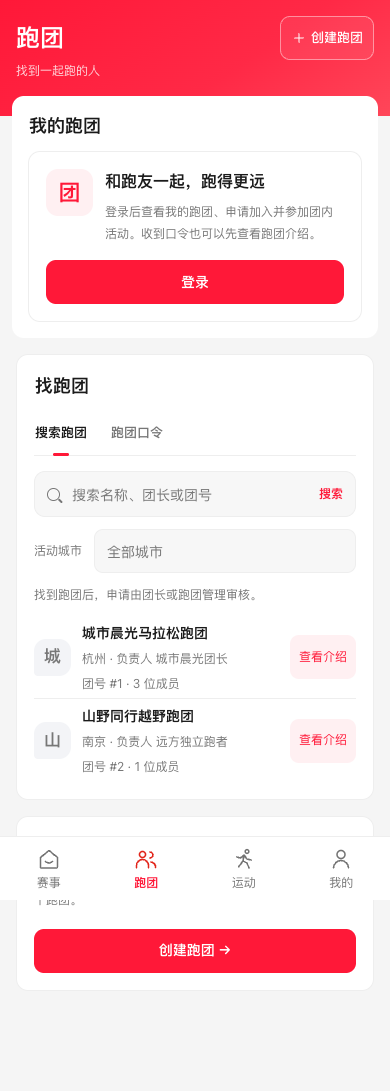 跑团
+ 创建跑团
找到一起跑的人
我的跑团
团
和跑友一起，跑得更远
登录后查看我的跑团、申请加入并参加团内
活动。收到口令也可以先查看跑团介绍。
登录
找跑团
搜索跑团 跑团口令
搜索名称、团长或团号 搜索
活动城市 全部城市
找到跑团后，申请由团长或跑团管理审核。
城
城市晨光马拉松跑团
杭州 · 负责人 城市晨光团长
团号 #1 · 3 位成员
查看介绍
山
山野同行越野跑团
南京 · 负责人 远方独立跑者
团号 #2 · 1 位成员
查看介绍
赛事 跑团 运动 我的
个跑团。
创建跑团 →